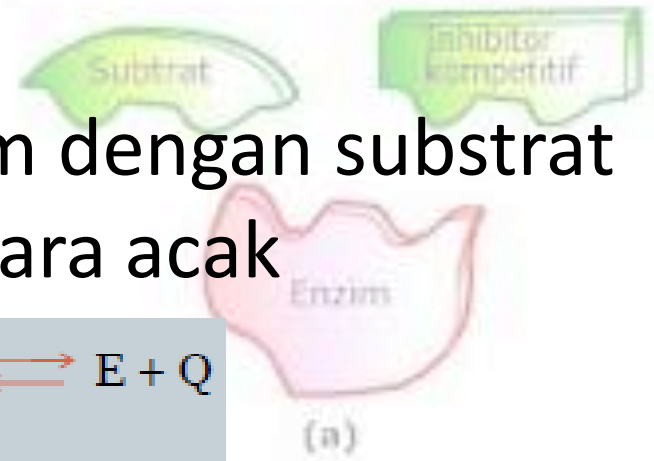 Subtrat
Inhibitor
kompetitif
m dengan substrat
ara acak
Enzim
E + Q
(a)